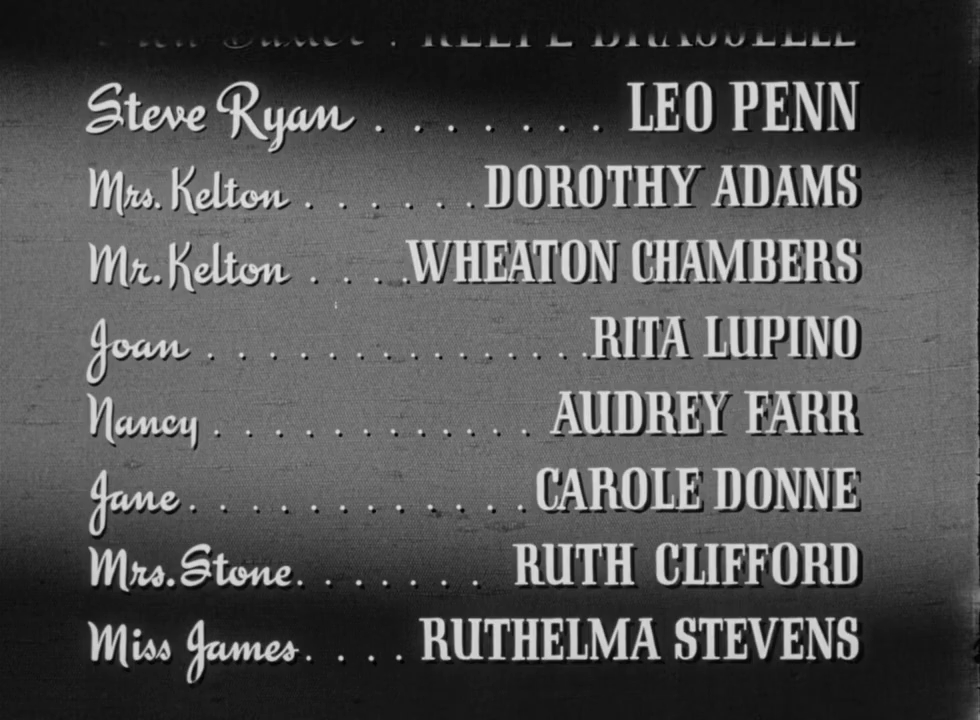 Steve Ryan . . . . . . . LEO PENN
Mrs. Kelton . . . . . . DOROTHY ADAMS
Mr. Kelton . . . . WHEATON CHAMBERS
Joan . . . . . . . . . . . . . . . RITA LUPINO
Nancy . . . . . . . . . . . . AUDREY FARR
Jane . . . . . . . . . . . . CAROLE DONNE
Mrs. Stone . . . . . . . RUTH CLIFFORD
Miss James . . . . RUTHELMA STEVENS